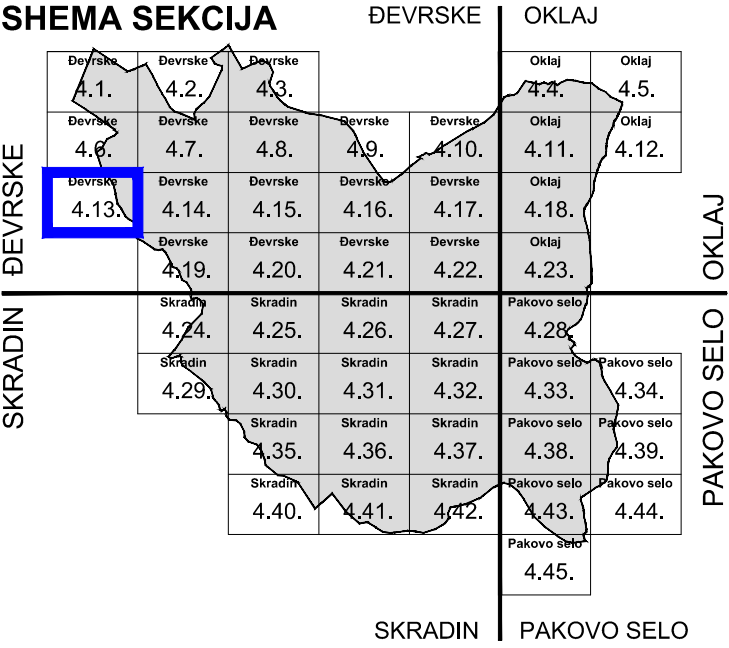 SHEMA SEKCIJA
ĐEVRSKE OKLAJ
Đevrske Đevrske Đevrske Oklaj Oklaj
4.1. 4.2. 4.3. 4.4. 4.5.
Đevrske Đevrske Đevrske Đevrske Đevrske Oklaj Oklaj
4.6. 4.7. 4.8. 4.9. 4.10. 4.11. 4.12.
ĐEVRSKE
Đevrske Đevrske Đevrske Đevrske Đevrske Oklaj
4.13. 4.14. 4.15. 4.16. 4.17. 4.18.
OKLAJ
Đevrske Đevrske Đevrske Đevrske Oklaj
4.19. 4.20. 4.21. 4.22. 4.23.
Skradin Skradin Skradin Skradin Pakovo selo
4.24. 4.25. 4.26. 4.27. 4.28.
SKRADIN
Skradin Skradin Skradin Skradin Pakovo selo Pakovo selo
4.29. 4.30. 4.31. 4.32. 4.33. 4.34.
PAKOVO SELO
Skradin Skradin Skradin Pakovo selo Pakovo selo
4.35. 4.36. 4.37. 4.38. 4.39.
Skradin Skradin Skradin Pakovo selo Pakovo selo
4.40. 4.41. 4.42. 4.43. 4.44.
Pakovo selo
4.45.
SKRADIN PAKOVO SELO